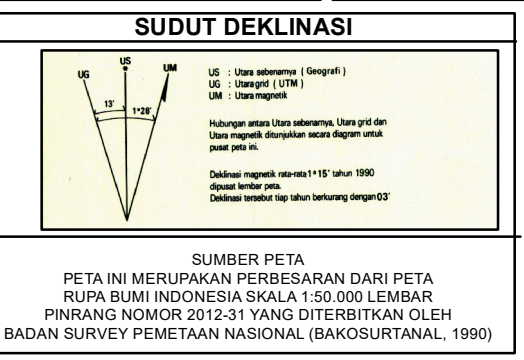 SUDUT DEKLINASI
US
UG
UM
13'
1°28'
US : Utara sebenarnya ( Geografi )
UG : Utara grid ( UTM )
UM : Utara magnetik
Hubungan antara Utara sebenarnya, Utara grid dan
Utara magnetik ditunjukkan secara diagram untuk
pusat peta ini.
Deklinasi magnetik rata-rata 1°15' tahun 1990
dipusat lembar peta.
Deklinasi tersebut tiap tahun berkurang dengan 03'
SUMBER PETA
PETA INI MERUPAKAN PERBESARAN DARI PETA
RUPA BUMI INDONESIA SKALA 1:50.000 LEMBAR
PINRANG NOMOR 2012-31 YANG DITERBITKAN OLEH
BADAN SURVEY PEMETAAN NASIONAL (BAKOSURTANAL, 1990)